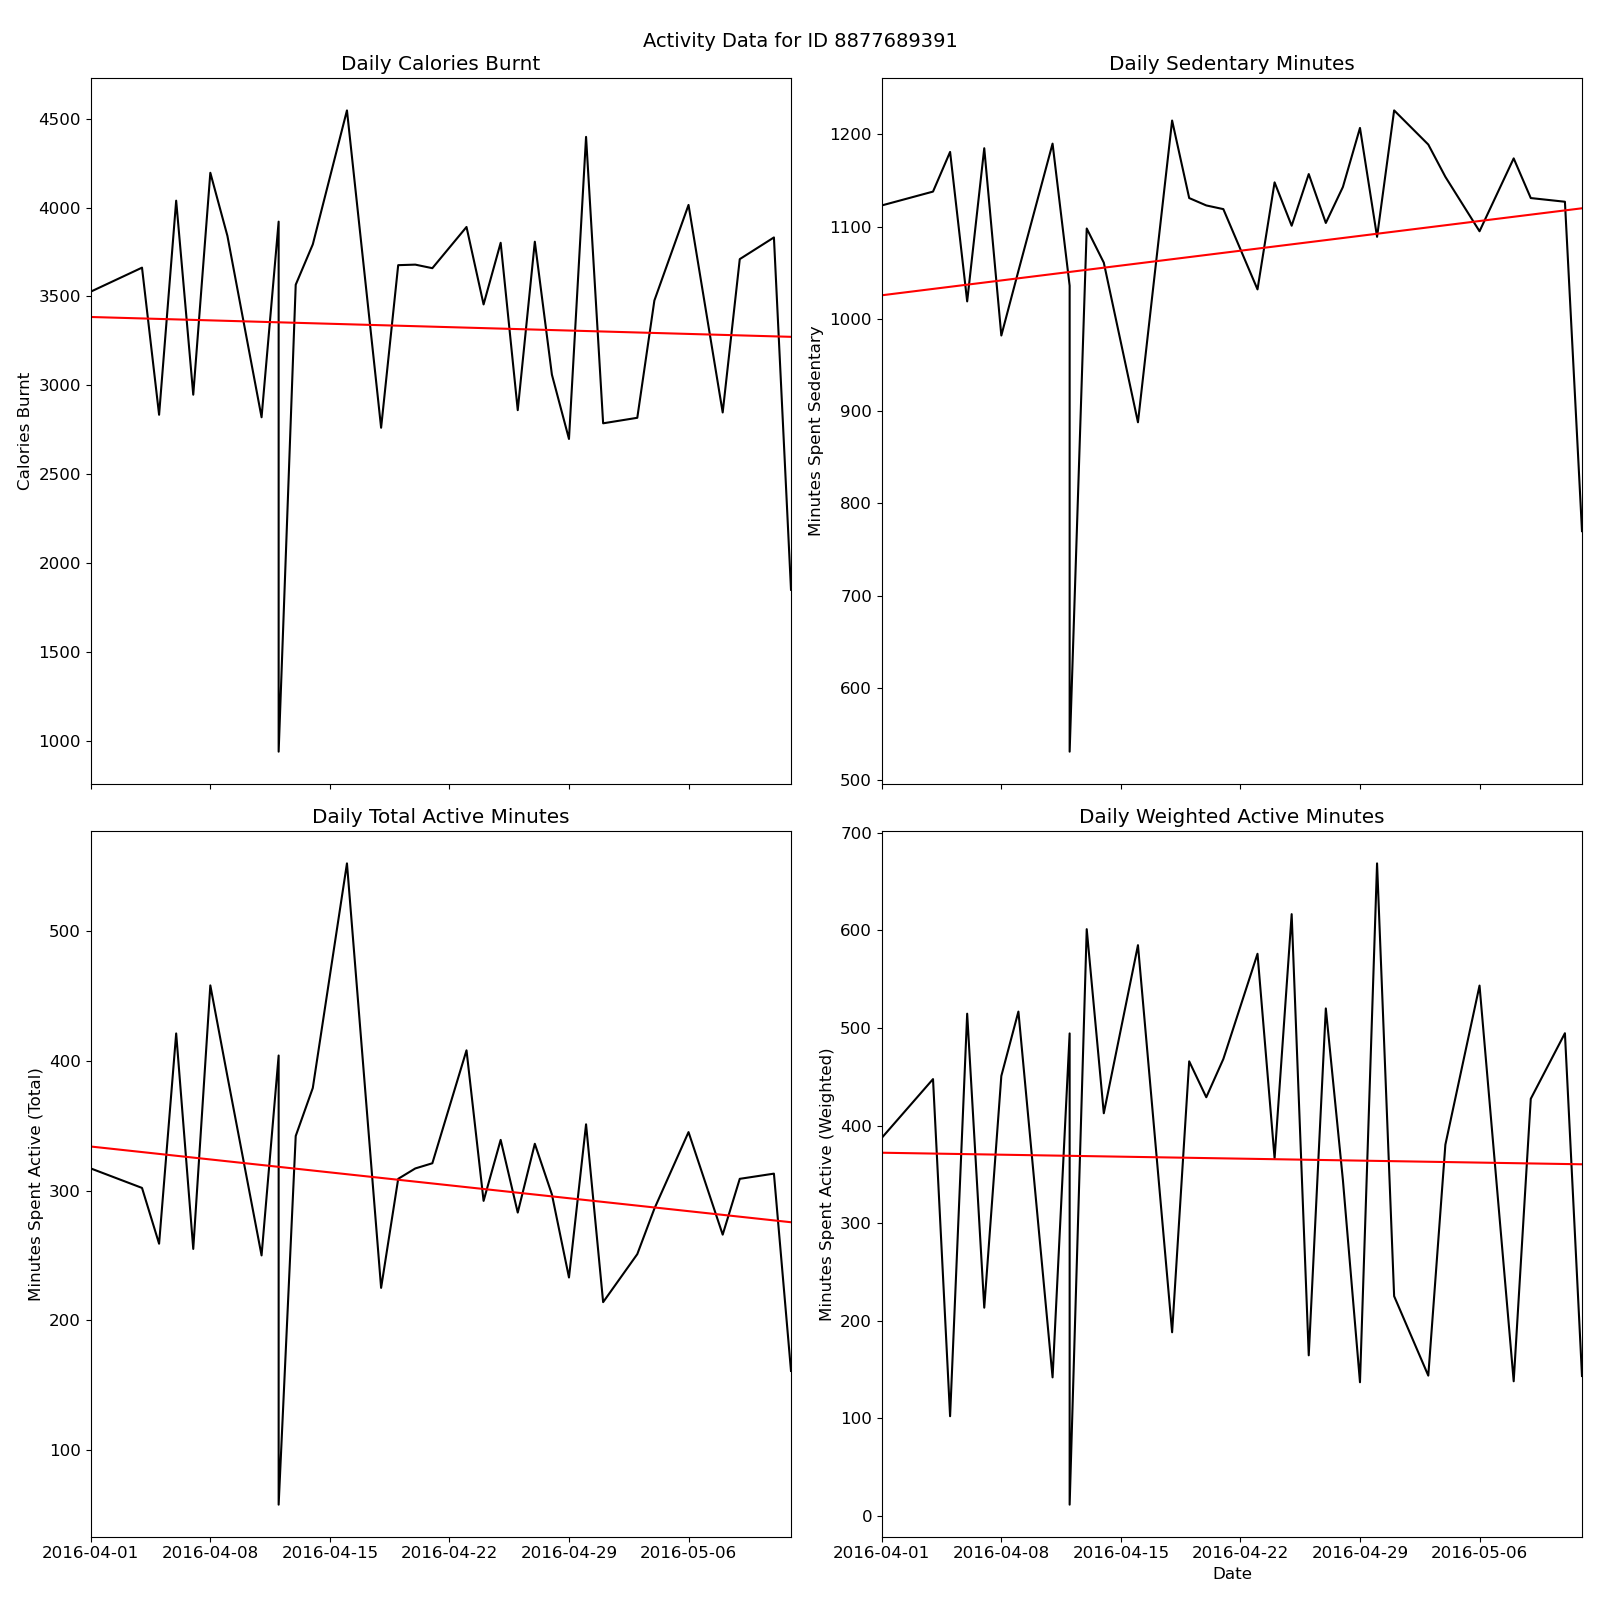 Activity Data for ID 8877689391
Daily Calories Burnt
Calories Burnt
4500
4000
3500
3000
2500
2000
1500
1000
Daily Sedentary Minutes
Minutes Spent Sedentary
1200
1100
1000
900
800
700
600
500
Daily Total Active Minutes
Minutes Spent Active (Total)
500
400
300
200
100
2016-04-01 2016-04-08 2016-04-15 2016-04-22 2016-04-29 2016-05-06
Daily Weighted Active Minutes
Minutes Spent Active (Weighted)
700
600
500
400
300
200
100
0
2016-04-01 2016-04-08 2016-04-15 2016-04-22 2016-04-29 2016-05-06
Date